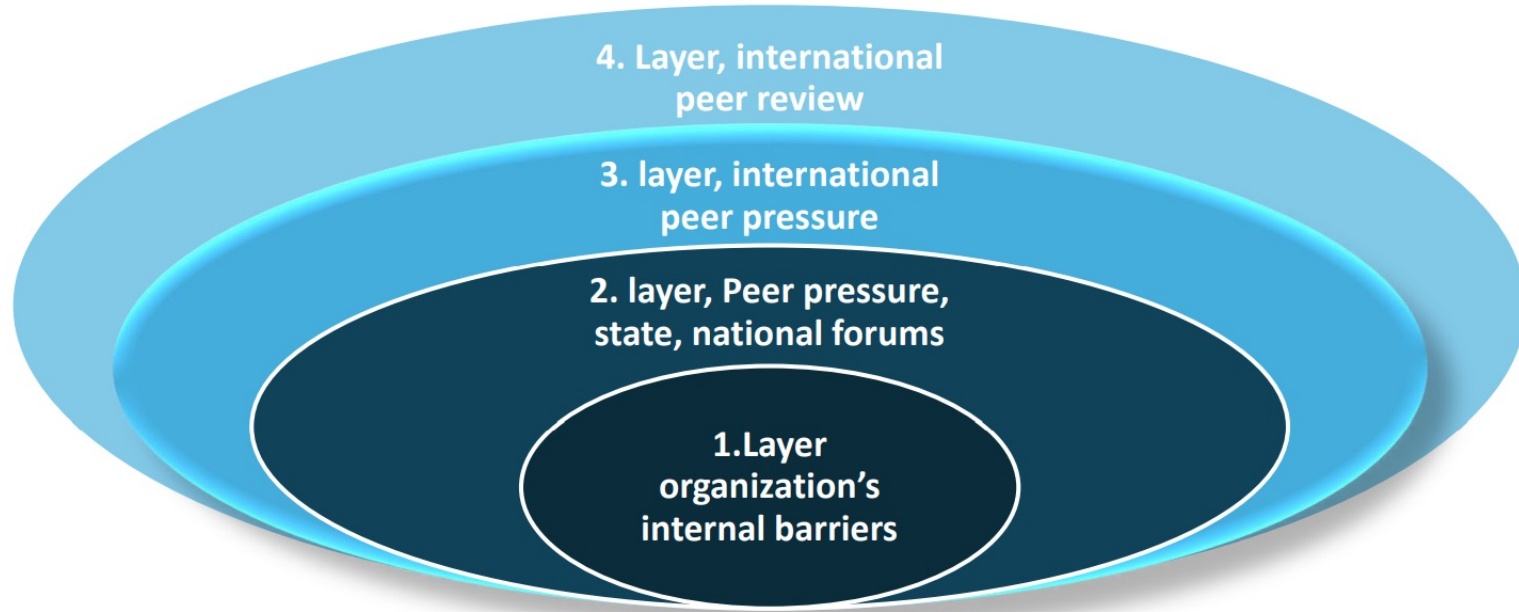 4. Layer, international
peer review
3. layer, international
peer pressure
2. layer, Peer pressure,
state, national forums
1.Layer
organization’s
internal barriers